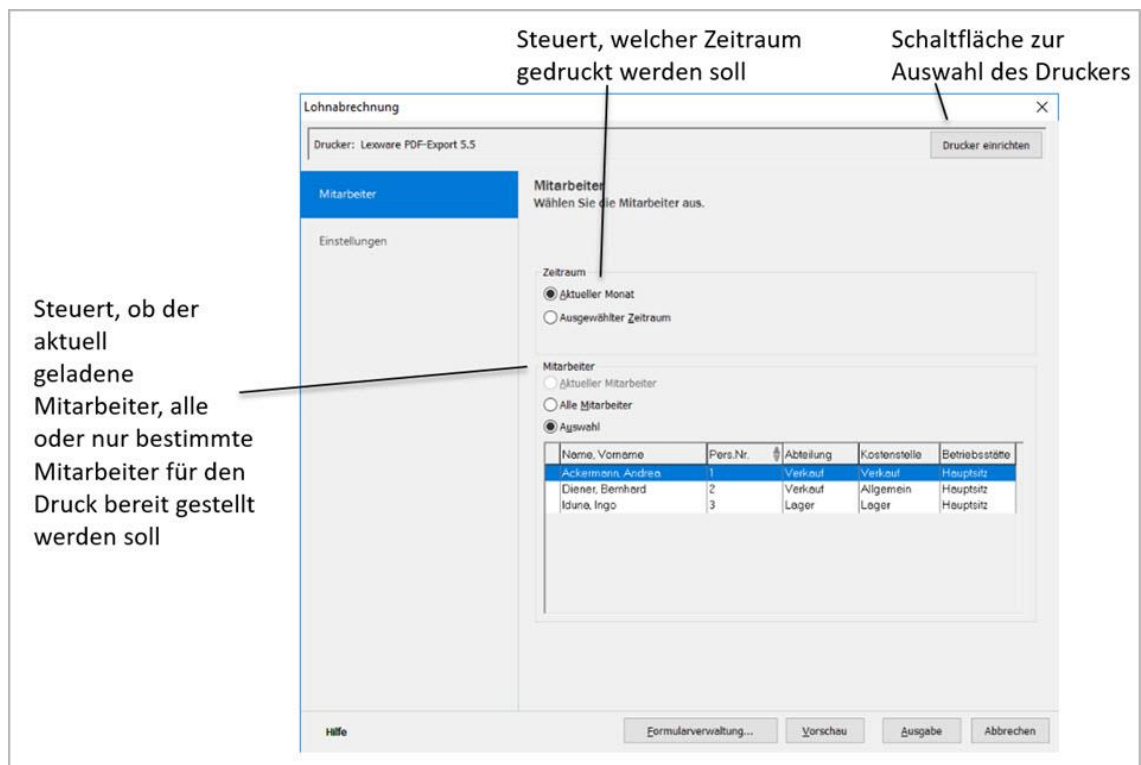 Steuert, welcher Zeitraum
gedruckt werden soll
Schaltfläche zur
Auswahl des Druckers
Lohnabrechnung
Drucker: Lexware PDF-Export 5.5
Drucker einrichten
Mitarbeiter
Einstellungen
Mitarbeiter
Wählen Sie die Mitarbeiter aus.
Zeitraum
Aktueller Monat
Ausgewählter Zeitraum
Steuert, ob der
aktuell
geladene
Mitarbeiter, alle
oder nur bestimmte
Mitarbeiter für den
Druck bereit gestellt
werden soll
Mitarbeiter
Aktueller Mitarbeiter
Alle Mitarbeiter
Auswahl
Name, Vorname Pers.Nr. Abteilung Kostenstelle Betriebsstätte
Ackermann, Andrea 1 Verkauf Verkauf Hauptsitz
Diener, Bernhard 2 Verkauf Allgemein Hauptsitz
Iduna, Ingo 3 Lager Lager Hauptsitz
Hilfe
Formularverwaltung... Vorschau Ausgabe Abbrechen